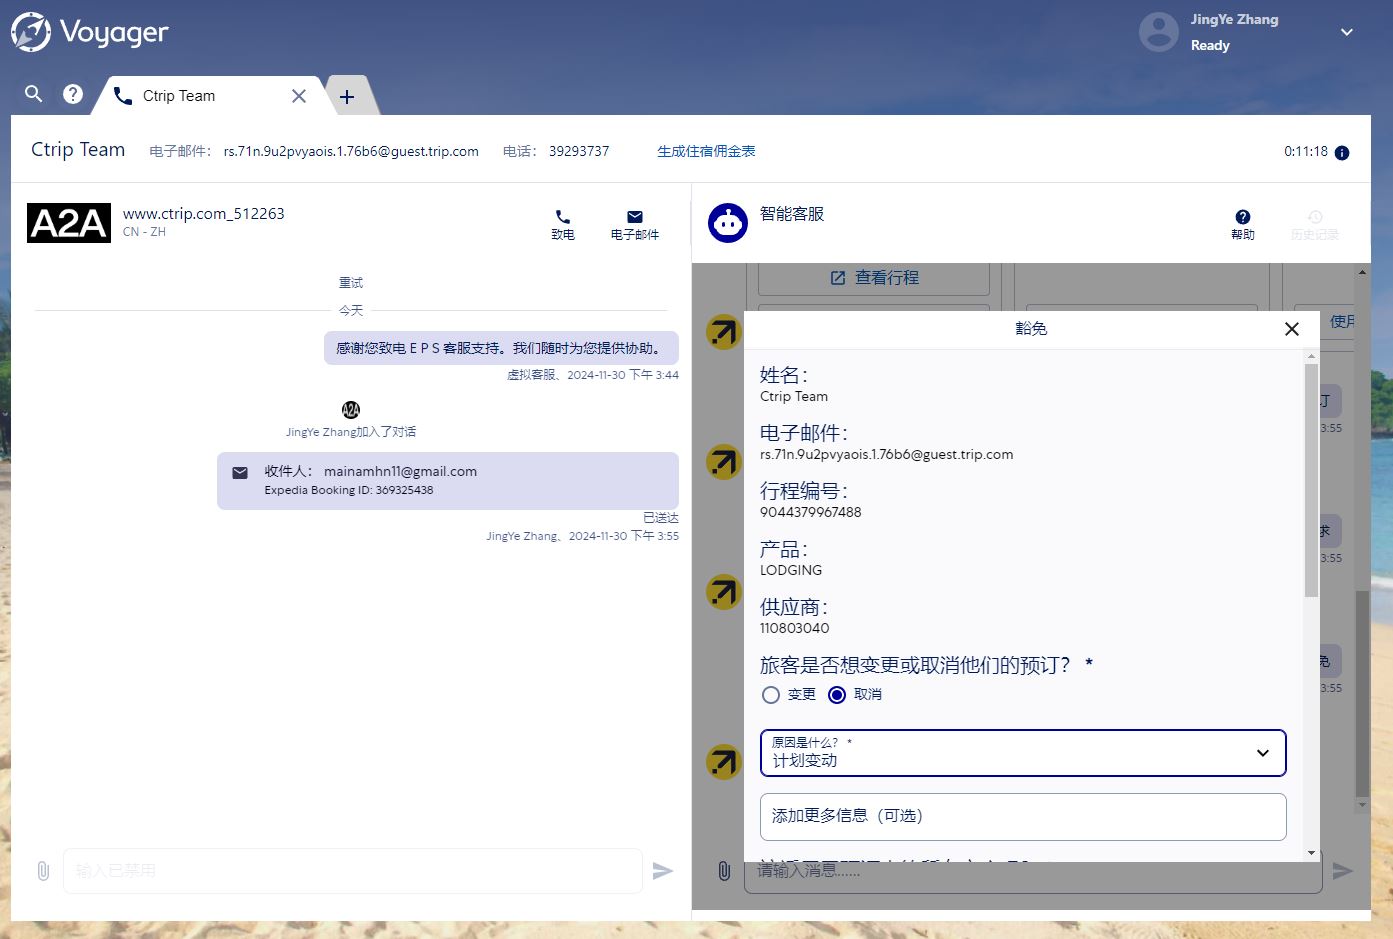 Voyager
JingYe Zhang
Ready
Ctrip Team
Ctrip Team
电子邮件： rs.71n.9u2pvyaois.1.76b6@guest.trip.com
电话： 39293737
生成住宿佣金表
0:11:18
A2A
www.ctrip.com_512263
CN - ZH
致电
电子邮件
重试
今天
感谢您致电 E P S 客服支持。我们随时为您提供协助。
虚拟客服、2024-11-30 下午 3:44
A2A
JingYe Zhang加入了对话
收件人： mainamhn11@gmail.com
Expedia Booking ID: 369325438
已送达
JingYe Zhang、2024-11-30 下午 3:55
输入已禁用
智能客服
帮助
历史记录
查看行程
使用
订
3:55
求
3:55
免
3:55
豁免
姓名：
Ctrip Team
电子邮件：
rs.71n.9u2pvyaois.1.76b6@guest.trip.com
行程编号：
9044379967488
产品：
LODGING
供应商：
110803040
旅客是否想变更或取消他们的预订？ *
变更 取消
原因是什么？ *
计划变动
添加更多信息（可选）
请输入消息......